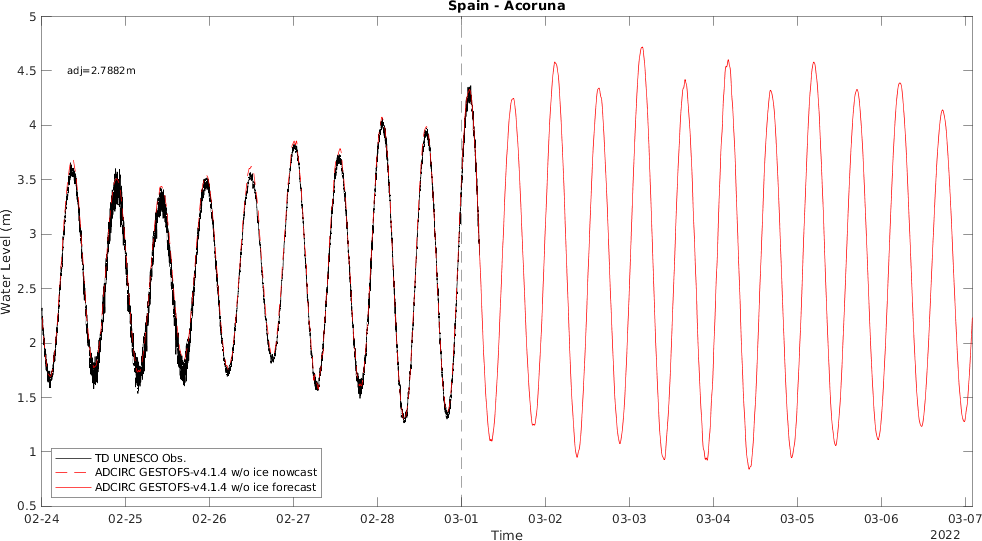 Spain - Acoruna
5
4.5
4
3.5
3
2.5
2
1.5
1
0.5
Water Level (m)
adj=2.7882m
TD UNESCO Obs.
ADCIRC GESTOFS-v4.1.4 w/o ice nowcast
ADCIRC GESTOFS-v4.1.4 w/o ice forecast
02-24 02-25 02-26 02-27 02-28 03-01 03-02 03-03 03-04 03-05 03-06 03-07
Time
2022